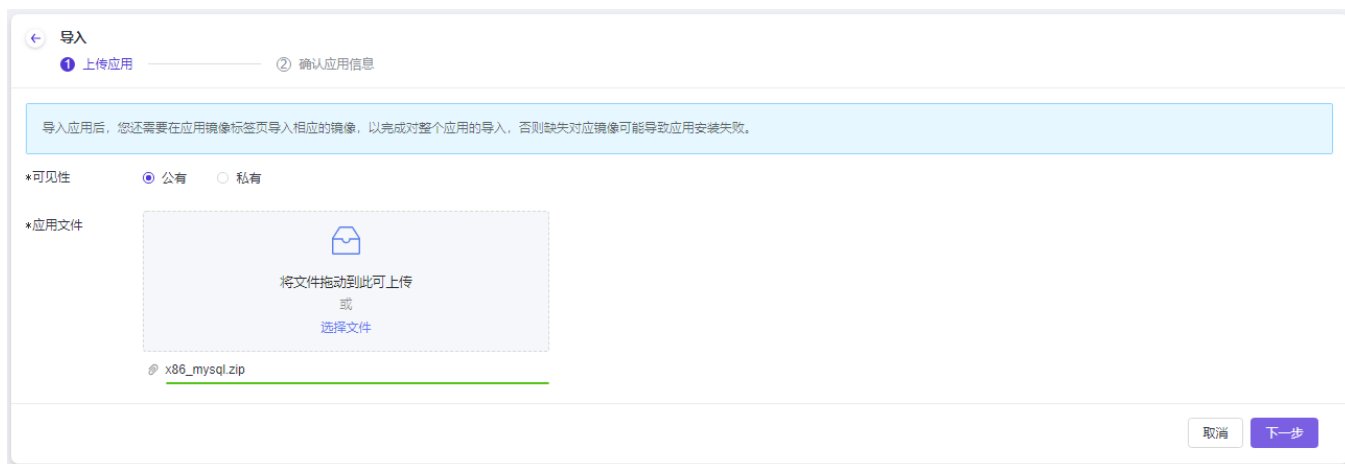 导入
1 上传应用
2 确认应用信息
导入应用后，您还需要在应用镜像标签页导入相应的镜像，以完成对整个应用的导入，否则缺失对应镜像可能导致应用安装失败。
*可见性 公有 私有
*应用文件
将文件拖动到此可上传
或
选择文件
x86_mysql.zip
取消 下一步